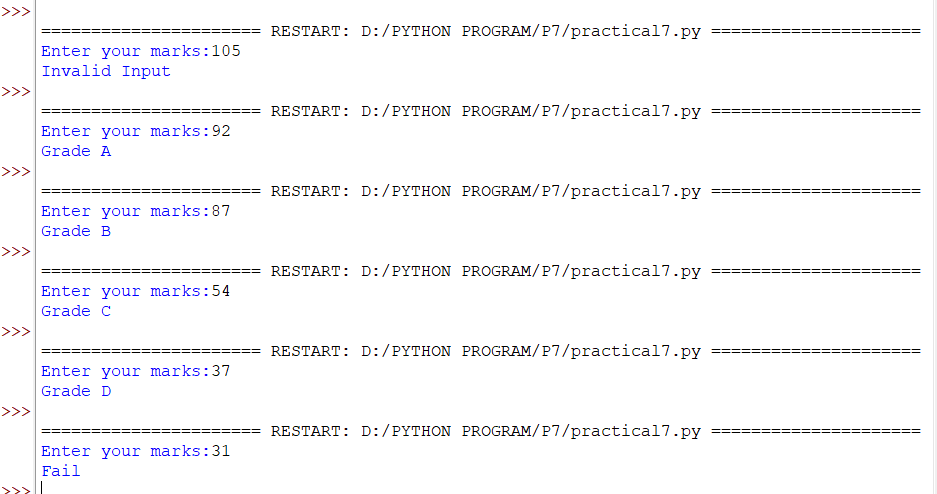 >>>
====================== RESTART: D:/PYTHON PROGRAM/P7/practical7.py =====================
Enter your marks:105
Invalid Input
>>>
====================== RESTART: D:/PYTHON PROGRAM/P7/practical7.py =====================
Enter your marks:92
Grade A
>>>
====================== RESTART: D:/PYTHON PROGRAM/P7/practical7.py =====================
Enter your marks:87
Grade B
>>>
====================== RESTART: D:/PYTHON PROGRAM/P7/practical7.py =====================
Enter your marks:54
Grade C
>>>
====================== RESTART: D:/PYTHON PROGRAM/P7/practical7.py =====================
Enter your marks:37
Grade D
>>>
====================== RESTART: D:/PYTHON PROGRAM/P7/practical7.py =====================
Enter your marks:31
Fail
>>>